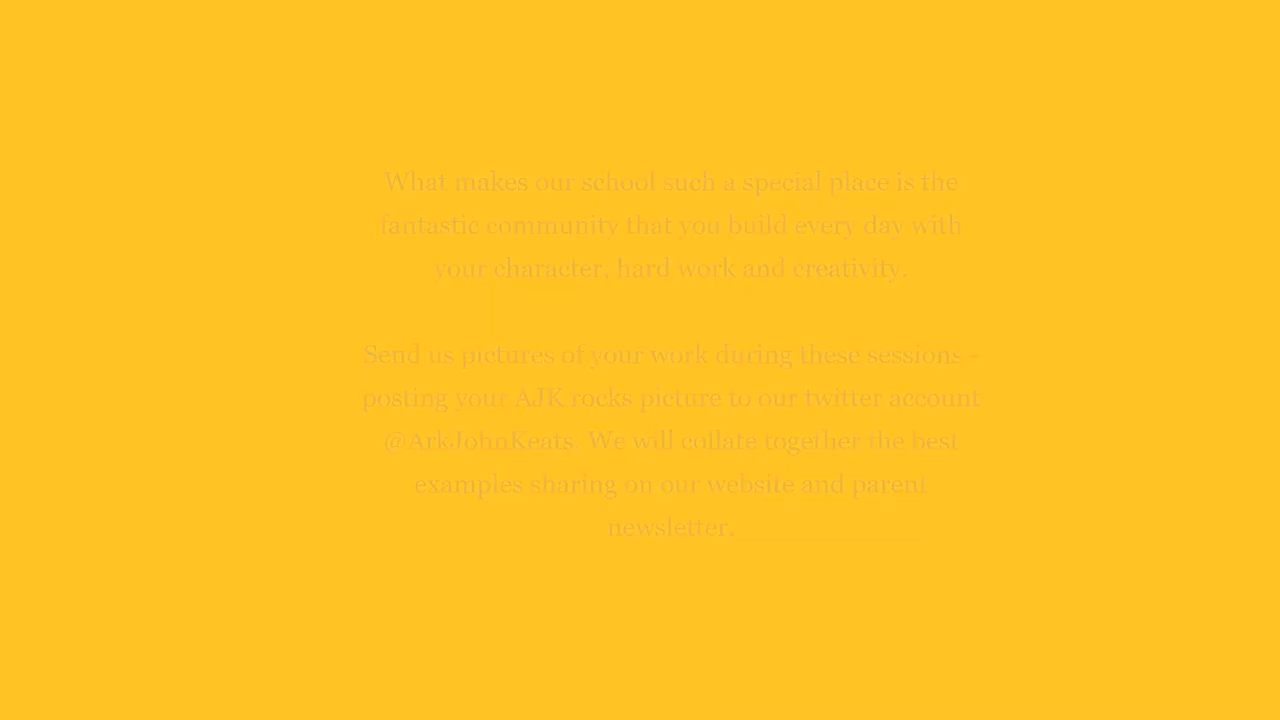 What makes our school such a special place is the
fantastic community that you build every day with
your character, hard work and creativity.
Send us pictures of your work during these sessions -
posting your AJK rocks picture to our twitter account
@ArkJohnKeats. We will collate together the best
examples sharing on our website and parent
newsletter.